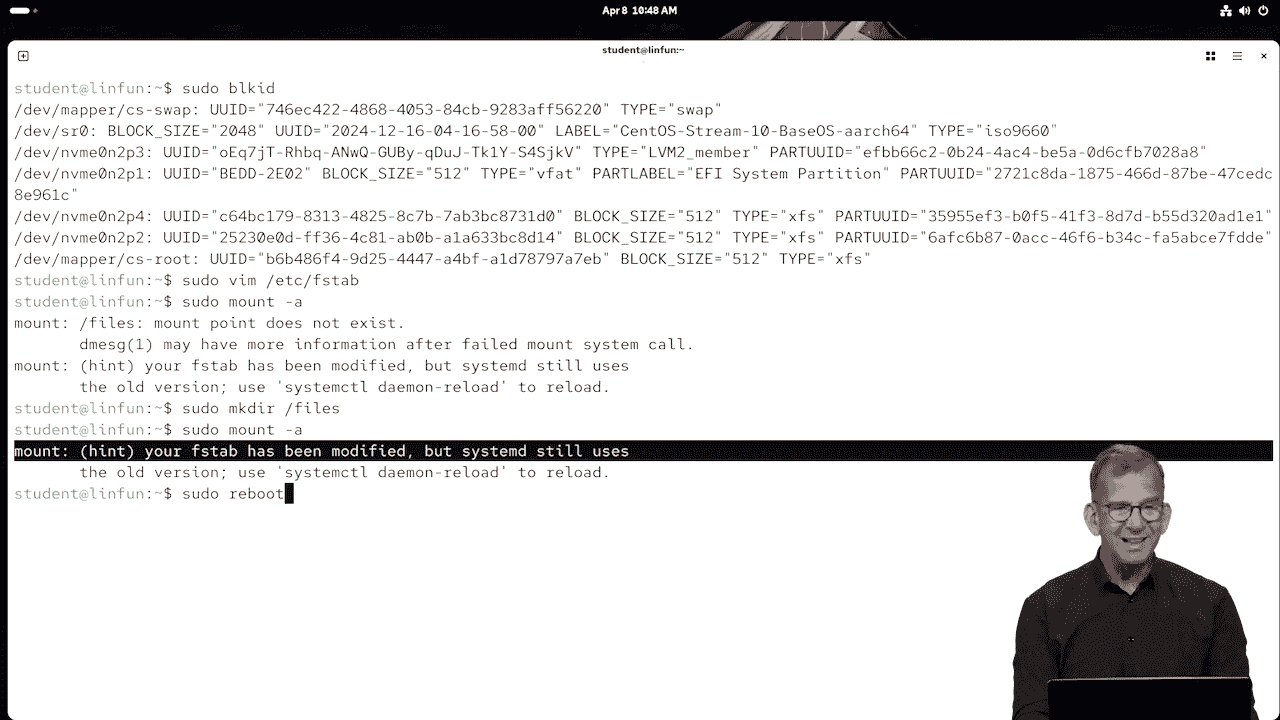 Apr 8 10:48 AM
student@linfun:~
student@linfun:~$ sudo blkid
/dev/mapper/cs-swap: UUID="746ec422-4868-4053-84cb-9283aff56220" TYPE="swap"
/dev/sr0: BLOCK_SIZE="2048" UUID="2024-12-16-04-16-58-00" LABEL="CentOS-Stream-10-BaseOS-aarch64" TYPE="iso9660"
/dev/nvme0n2p3: UUID="oEq7jT-Rhbq-ANwQ-GUBy-qDuJ-Tk1Y-S4SjkV" TYPE="LVM2_member" PARTUUID="efbb66c2-0b24-4ac4-be5a-0d6cfb7028a8"
/dev/nvme0n2p1: UUID="BEDD-2E02" BLOCK_SIZE="512" TYPE="vfat" PARTLABEL="EFI System Partition" PARTUUID="2721c8da-1875-466d-87be-47cedc
8e961c"
/dev/nvme0n2p4: UUID="c64bc179-8313-4825-8c7b-7ab3bc8731d0" BLOCK_SIZE="512" TYPE="xfs" PARTUUID="35955ef3-b0f5-41f3-8d7d-b55d320ad1e1"
/dev/nvme0n2p2: UUID="25230e0d-ff36-4c81-ab0b-a1a633bc8d14" BLOCK_SIZE="512" TYPE="xfs" PARTUUID="6afc6b87-0acc-46f6-b34c-fa5abce7fdde"
/dev/mapper/cs-root: UUID="b6b486f4-9d25-4447-a4bf-a1d78797a7eb" BLOCK_SIZE="512" TYPE="xfs"
student@linfun:~$ sudo vim /etc/fstab
student@linfun:~$ sudo mount -a
mount: /files: mount point does not exist.
dmesg(1) may have more information after failed mount system call.
mount: (hint) your fstab has been modified, but systemd still uses
the old version; use 'systemctl daemon-reload' to reload.
student@linfun:~$ sudo mkdir /files
student@linfun:~$ sudo mount -a
mount: (hint) your fstab has been modified, but systemd still uses
the old version; use 'systemctl daemon-reload' to reload.
student@linfun:~$ sudo reboot